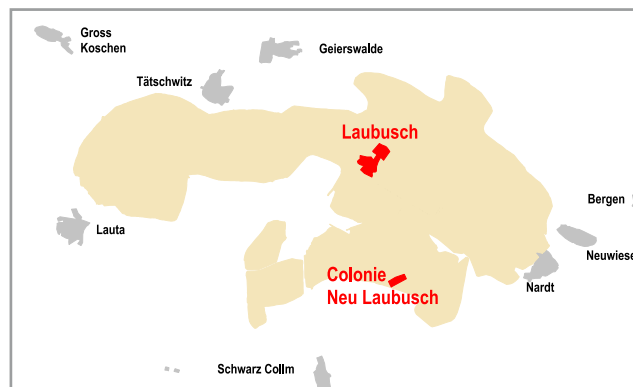 Gross
Koschen
Geierswalde
Tätschwitz
Laubusch
Bergen
Lauta
Neuwiese
Colonie
Neu Laubusch
Nardt
Schwarz Collm